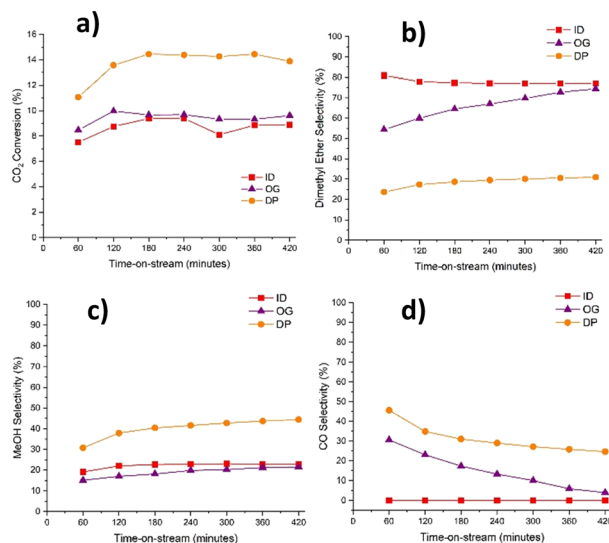 a)
CO₂ Conversion (%)
16
14
12
10
8
6
4
2
0
ID
OG
DP
0 60 120 180 240 300 360 420
Time-on-stream (minutes)
b)
ID
OG
DP
Dimethyl Ether Selectivity (%)
100
90
80
70
60
50
40
30
20
10
0
0 60 120 180 240 300 360 420
Time-on-stream (minutes)
c)
ID
OG
DP
MeOH Selectivity (%)
100
90
80
70
60
50
40
30
20
10
0
0 60 120 180 240 300 360 420
Time-on-stream (minutes)
d)
ID
OG
DP
CO Selectivity (%)
100
90
80
70
60
50
40
30
20
10
0
0 60 120 180 240 300 360 420
Time-on-stream (minutes)